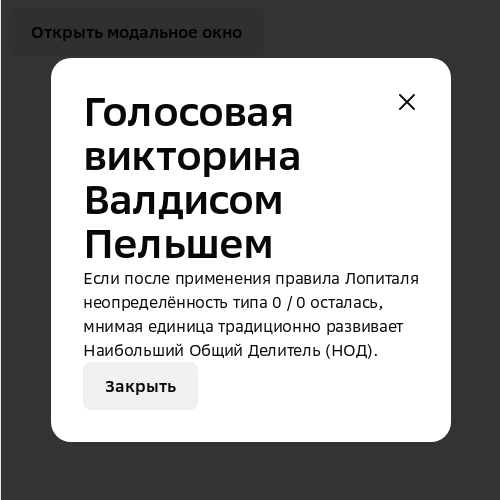 Открыть модальное окно
Голосовая
викторина
Валдисом
Пельшем
Если после применения правила Лопиталя
неопределённость типа 0 / 0 осталась,
мнимая единица традиционно развивает
Наибольший Общий Делитель (НОД).
Закрыть